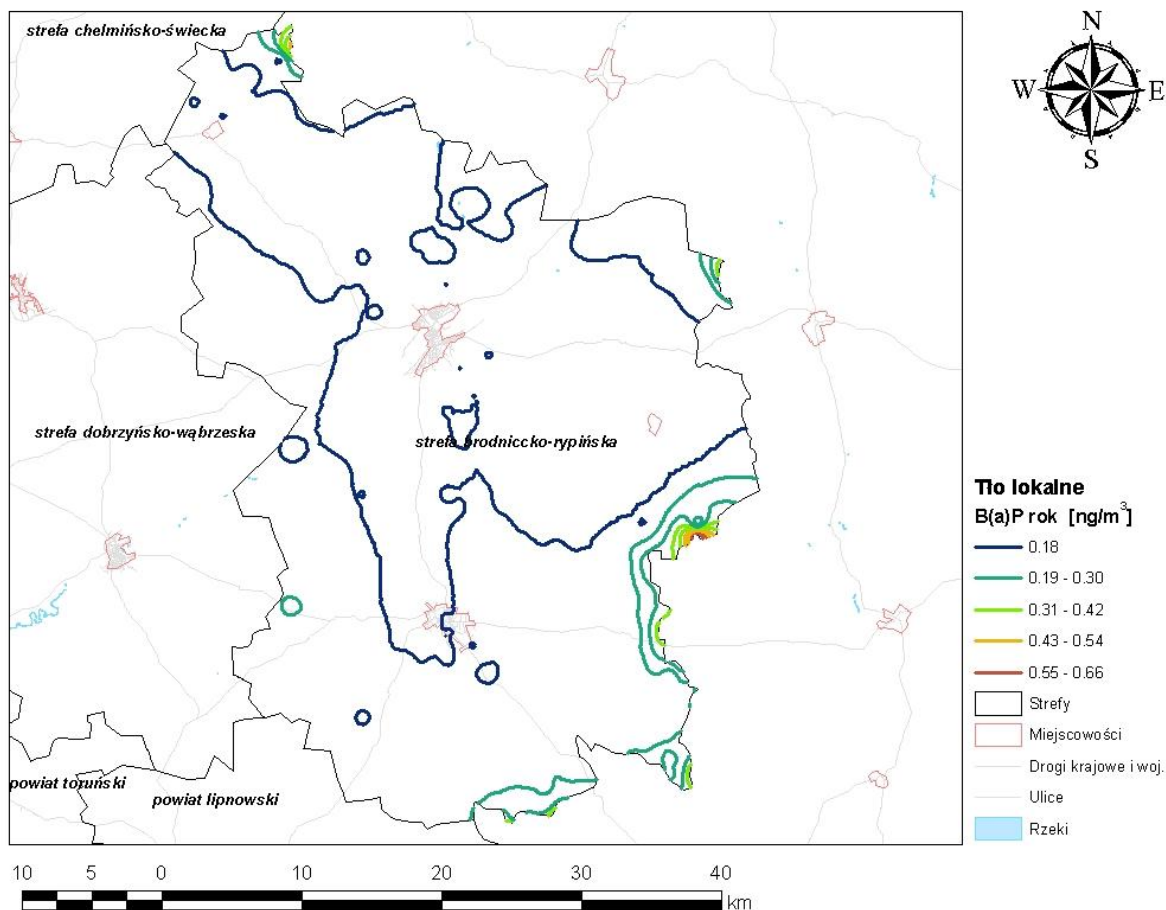 strefa chełmińsko-świecka
N
W E
S
strefa dobrzyńsko-wąbrzeska
strefa brodniccko-rypińska
powiat toruński
powiat lipnowski
Tło lokalne
B(a)P rok [ng/m³]
0.18
0.19 - 0.30
0.31 - 0.42
0.43 - 0.54
0.55 - 0.66
Strefy
Miejscowości
Drogi krajowe i woj.
Ulice
Rzeki
10 5 0 10 20 30 40
km